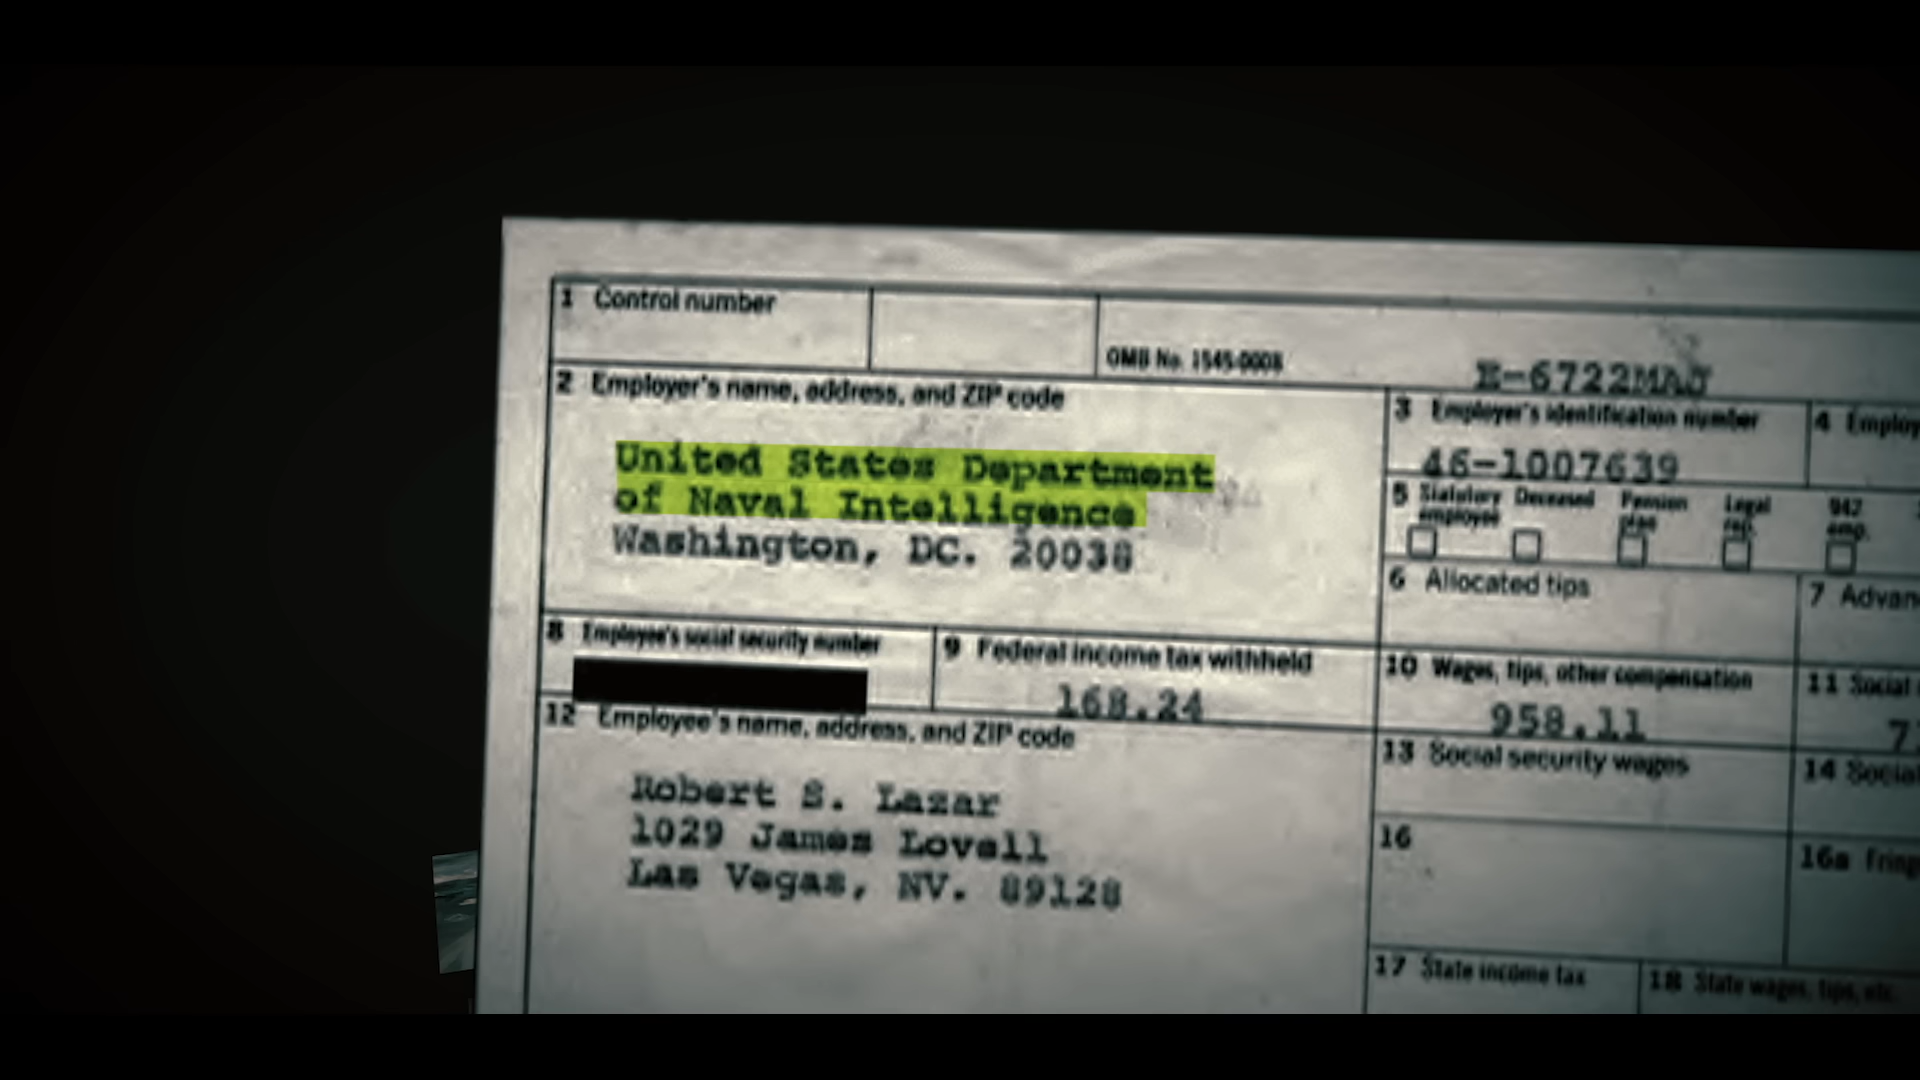 1 Control number
OMB No. 1545-0008
E-6722MAJ
2 Employer's name, address, and ZIP code
United States Department
of Naval Intelligence
Washington, DC. 20038
3 Employer's identification number
46-1007639
4 Employ
5 Statutory employee
Deceased
Pension plan
Legal rep.
942 emp.
6 Allocated tips
7 Advan
8 Employee's social security number
9 Federal income tax withheld
168.24
10 Wages, tips, other compensation
958.11
11 Social
7
12 Employee's name, address, and ZIP code
Robert S. Lazar
1029 James Lovell
Las Vegas, NV. 89128
13 Social security wages
14 Social
16
16a Fring
17 State income tax
18 State wages, tips, etc.